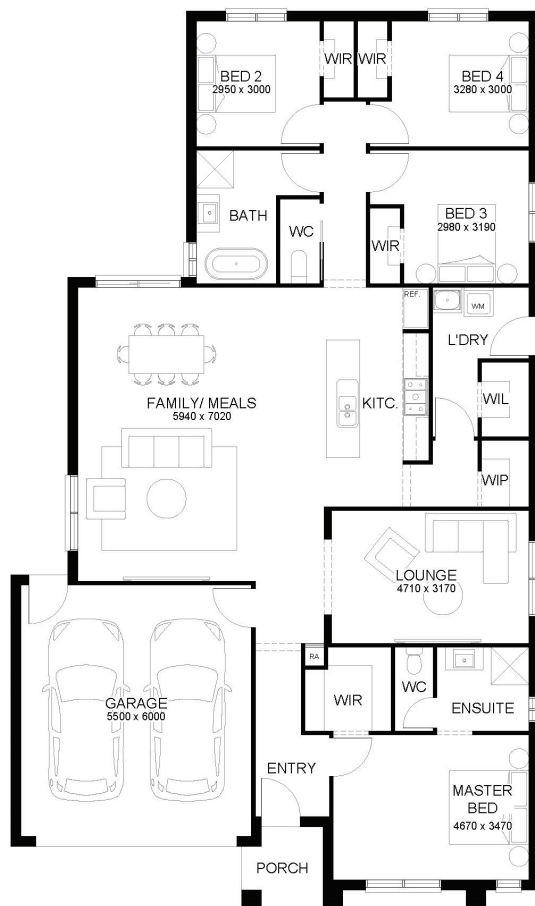 BED 2
2950 x 3000
WIR
WIR
BED 4
3280 x 3000
BATH
WC
WIR
BED 3
2980 x 3190
REF.
WM
L'DRY
FAMILY/ MEALS
5940 x 7020
KITC.
WIL
WIP
LOUNGE
4710 x 3170
RA
WIR
WC
ENSUITE
GARAGE
5500 x 6000
ENTRY
MASTER
BED
4670 x 3470
PORCH